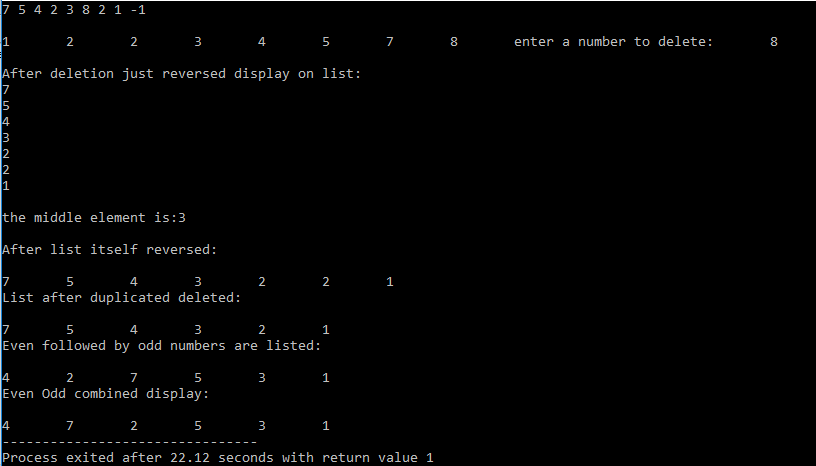 7 5 4 2 3 8 2 1 -1
1 2 2 3 4 5 7 8 enter a number to delete: 8
After deletion just reversed display on list:
7
5
4
3
2
2
1
the middle element is:3
After list itself reversed:
7 5 4 3 2 2 1
List after duplicated deleted:
7 5 4 3 2 1
Even followed by odd numbers are listed:
4 2 7 5 3 1
Even Odd combined display:
4 7 2 5 3 1
--------------------------------
Process exited after 22.12 seconds with return value 1